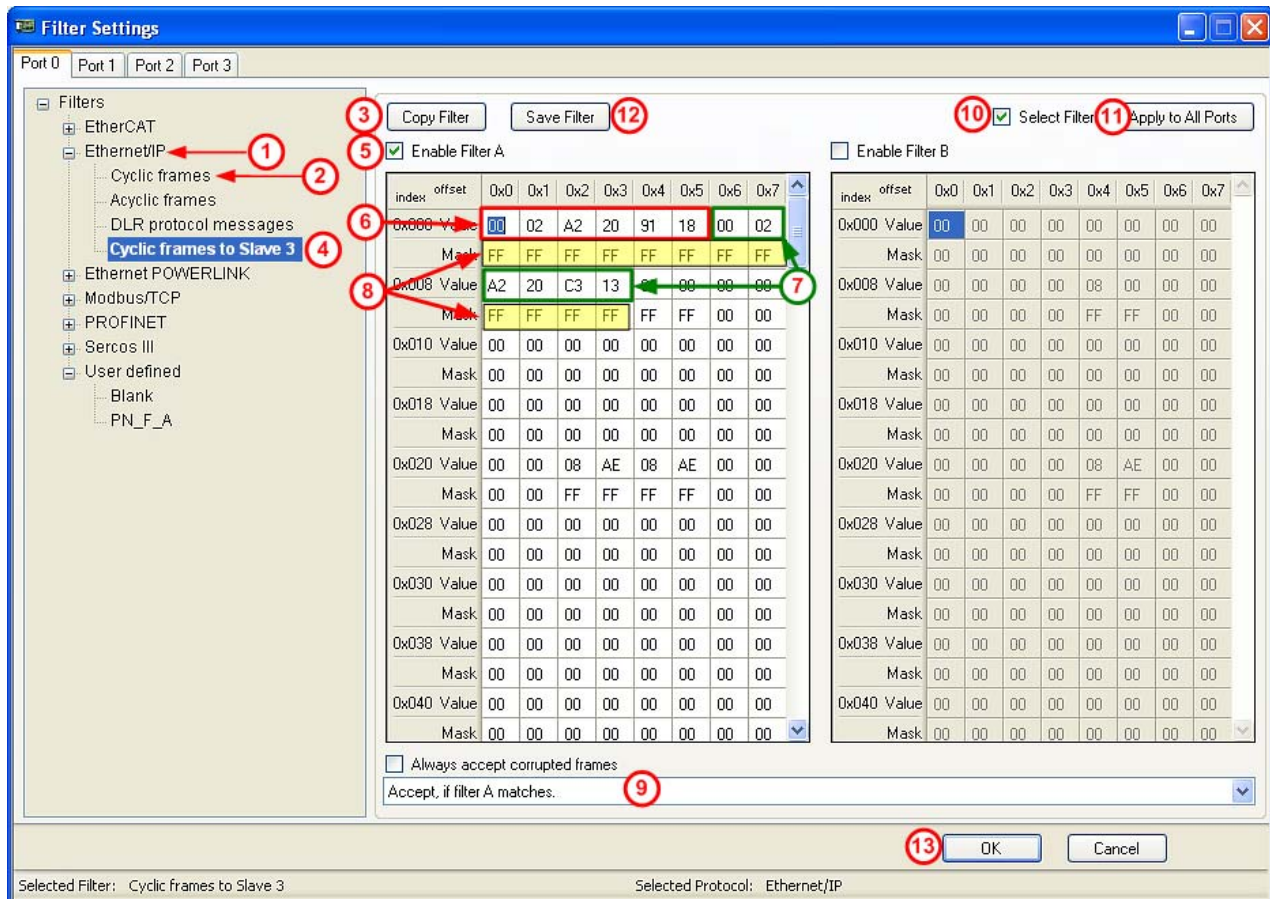 Filter Settings
Port 0 Port 1 Port 2 Port 3
Filters
EtherCAT
Ethernet/IP 1
Cyclic frames 2
Acyclic frames
DLR protocol messages
Cyclic frames to Slave 3 4
Ethernet POWERLINK
Modbus/TCP
PROFINET
Sercos III
User defined
Blank
PN_F_A
3 Copy Filter Save Filter 12 10 Select Filter 11 Apply to All Ports
5 Enable Filter A
index offset 0x0 0x1 0x2 0x3 0x4 0x5 0x6 0x7
6 0x000 Value 00 02 A2 20 91 18 00 02
Mask FF FF FF FF FF FF FF FF
8 0x008 Value A2 20 C3 13 00 00 7
Mask FF FF FF FF FF FF 00 00
0x010 Value 00 00 00 00 00 00 00 00
Mask 00 00 00 00 00 00 00 00
0x018 Value 00 00 00 00 00 00 00 00
Mask 00 00 00 00 00 00 00 00
0x020 Value 00 00 08 AE 08 AE 00 00
Mask 00 00 FF FF FF FF 00 00
0x028 Value 00 00 00 00 00 00 00 00
Mask 00 00 00 00 00 00 00 00
0x030 Value 00 00 00 00 00 00 00 00
Mask 00 00 00 00 00 00 00 00
0x038 Value 00 00 00 00 00 00 00 00
Mask 00 00 00 00 00 00 00 00
0x040 Value 00 00 00 00 00 00 00 00
Mask 00 00 00 00 00 00 00 00
Enable Filter B
index offset 0x0 0x1 0x2 0x3 0x4 0x5 0x6 0x7
0x000 Value 00 00 00 00 00 00 00 00
Mask 00 00 00 00 00 00 00 00
0x008 Value 00 00 00 00 08 00 00 00
Mask 00 00 00 00 FF FF 00 00
0x010 Value 00 00 00 00 00 00 00 00
Mask 00 00 00 00 00 00 00 00
0x018 Value 00 00 00 00 00 00 00 00
Mask 00 00 00 00 00 00 00 00
0x020 Value 00 00 00 00 08 AE 00 00
Mask 00 00 00 00 FF FF 00 00
0x028 Value 00 00 00 00 00 00 00 00
Mask 00 00 00 00 00 00 00 00
0x030 Value 00 00 00 00 00 00 00 00
Mask 00 00 00 00 00 00 00 00
0x038 Value 00 00 00 00 00 00 00 00
Mask 00 00 00 00 00 00 00 00
0x040 Value 00 00 00 00 00 00 00 00
Mask 00 00 00 00 00 00 00 00
Always accept corrupted frames
Accept, if filter A matches. 9
13 OK Cancel
Selected Filter: Cyclic frames to Slave 3 Selected Protocol: Ethernet/IP